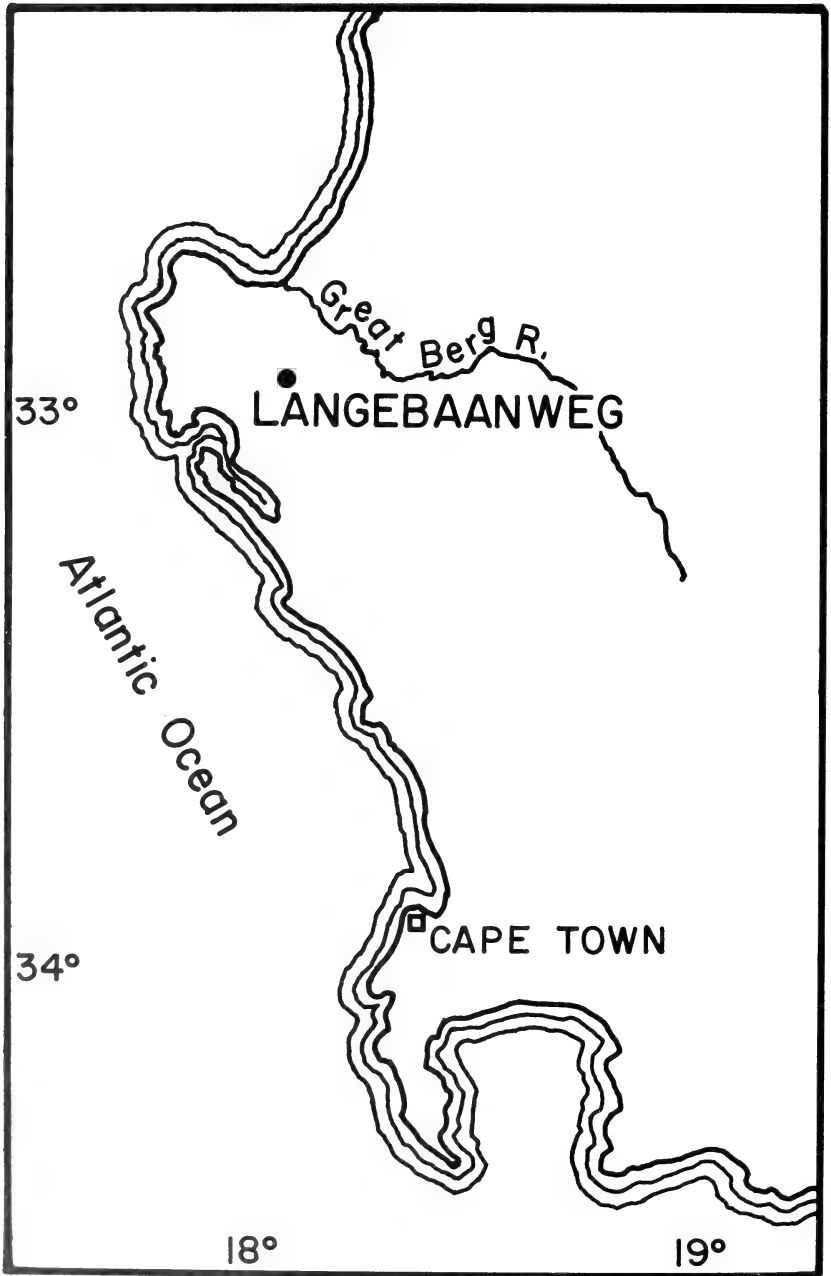 Great Berg R.
33°
LANGEBAANWEG
Atlantic Ocean
CAPE TOWN
34°
18°
19°